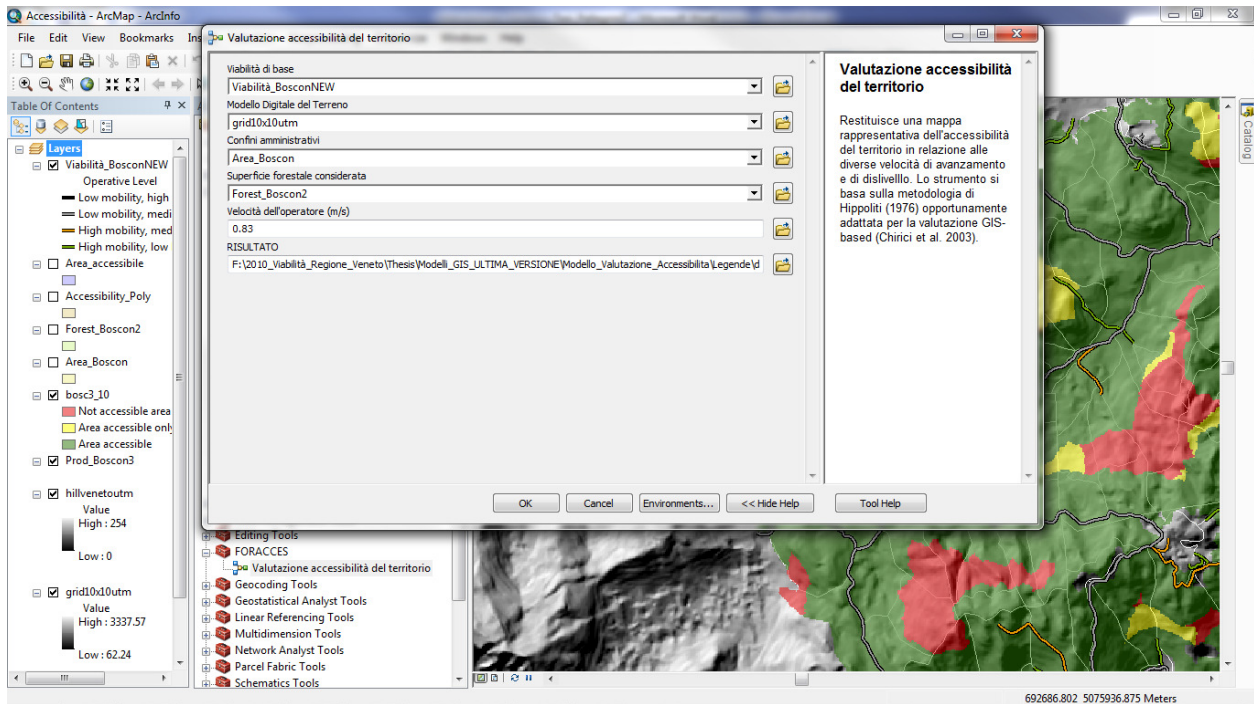 Accessibilità - ArcMap - ArcInfo
File Edit View Bookmarks
Windows Help
Table Of Contents
Layers
Viabilità_BosconNEW
Operative Level
Low mobility, high
Low mobility, medi
High mobility, med
High mobility, low
Area_accessibile
Accessibility_Poly
Forest_Boscon2
Area_Boscon
bosc3_10
Not accessible area
Area accessible only
Area accessible
Prod_Boscon3
hillvenetoutm
Value
High : 254
Low : 0
grid10x10utm
Value
High : 3337.57
Low : 62.24
Valutazione accessibilità del territorio
Viabilità di base
Viabilità_BosconNEW
Modello Digitale del Terreno
grid10x10utm
Confini amministrativi
Area_Boscon
Superficie forestale considerata
Forest_Boscon2
Velocità dell'operatore (m/s)
0.83
RISULTATO
F:\2010_Viabilità_Regione_Veneto\Thesis\Modelli_GIS_ULTIMA_VERSIONE\Modello_Valutazione_Accessibilita\Legende\d
OK Cancel Environments... << Hide Help Tool Help
Valutazione accessibilità
del territorio
Restituisce una mappa
rappresentativa dell'accessibilità
del territorio in relazione alle
diverse velocità di avanzamento
e di dislivelllo. Lo strumento si
basa sulla metodologia di
Hippoliti (1976) opportunamente
adattata per la valutazione GIS-
based (Chirici et al. 2003).
Catalog
Editing Tools
FORACCES
Valutazione accessibilità del territorio
Geocoding Tools
Geostatistical Analyst Tools
Linear Referencing Tools
Multidimension Tools
Network Analyst Tools
Parcel Fabric Tools
Schematics Tools
692686.802 5075936.875 Meters